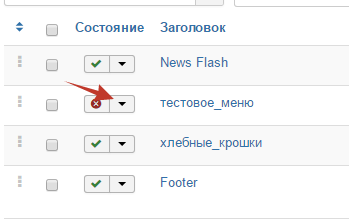 Состояние Заголовок
News Flash
тестовое_меню
хлебные_крошки
Footer